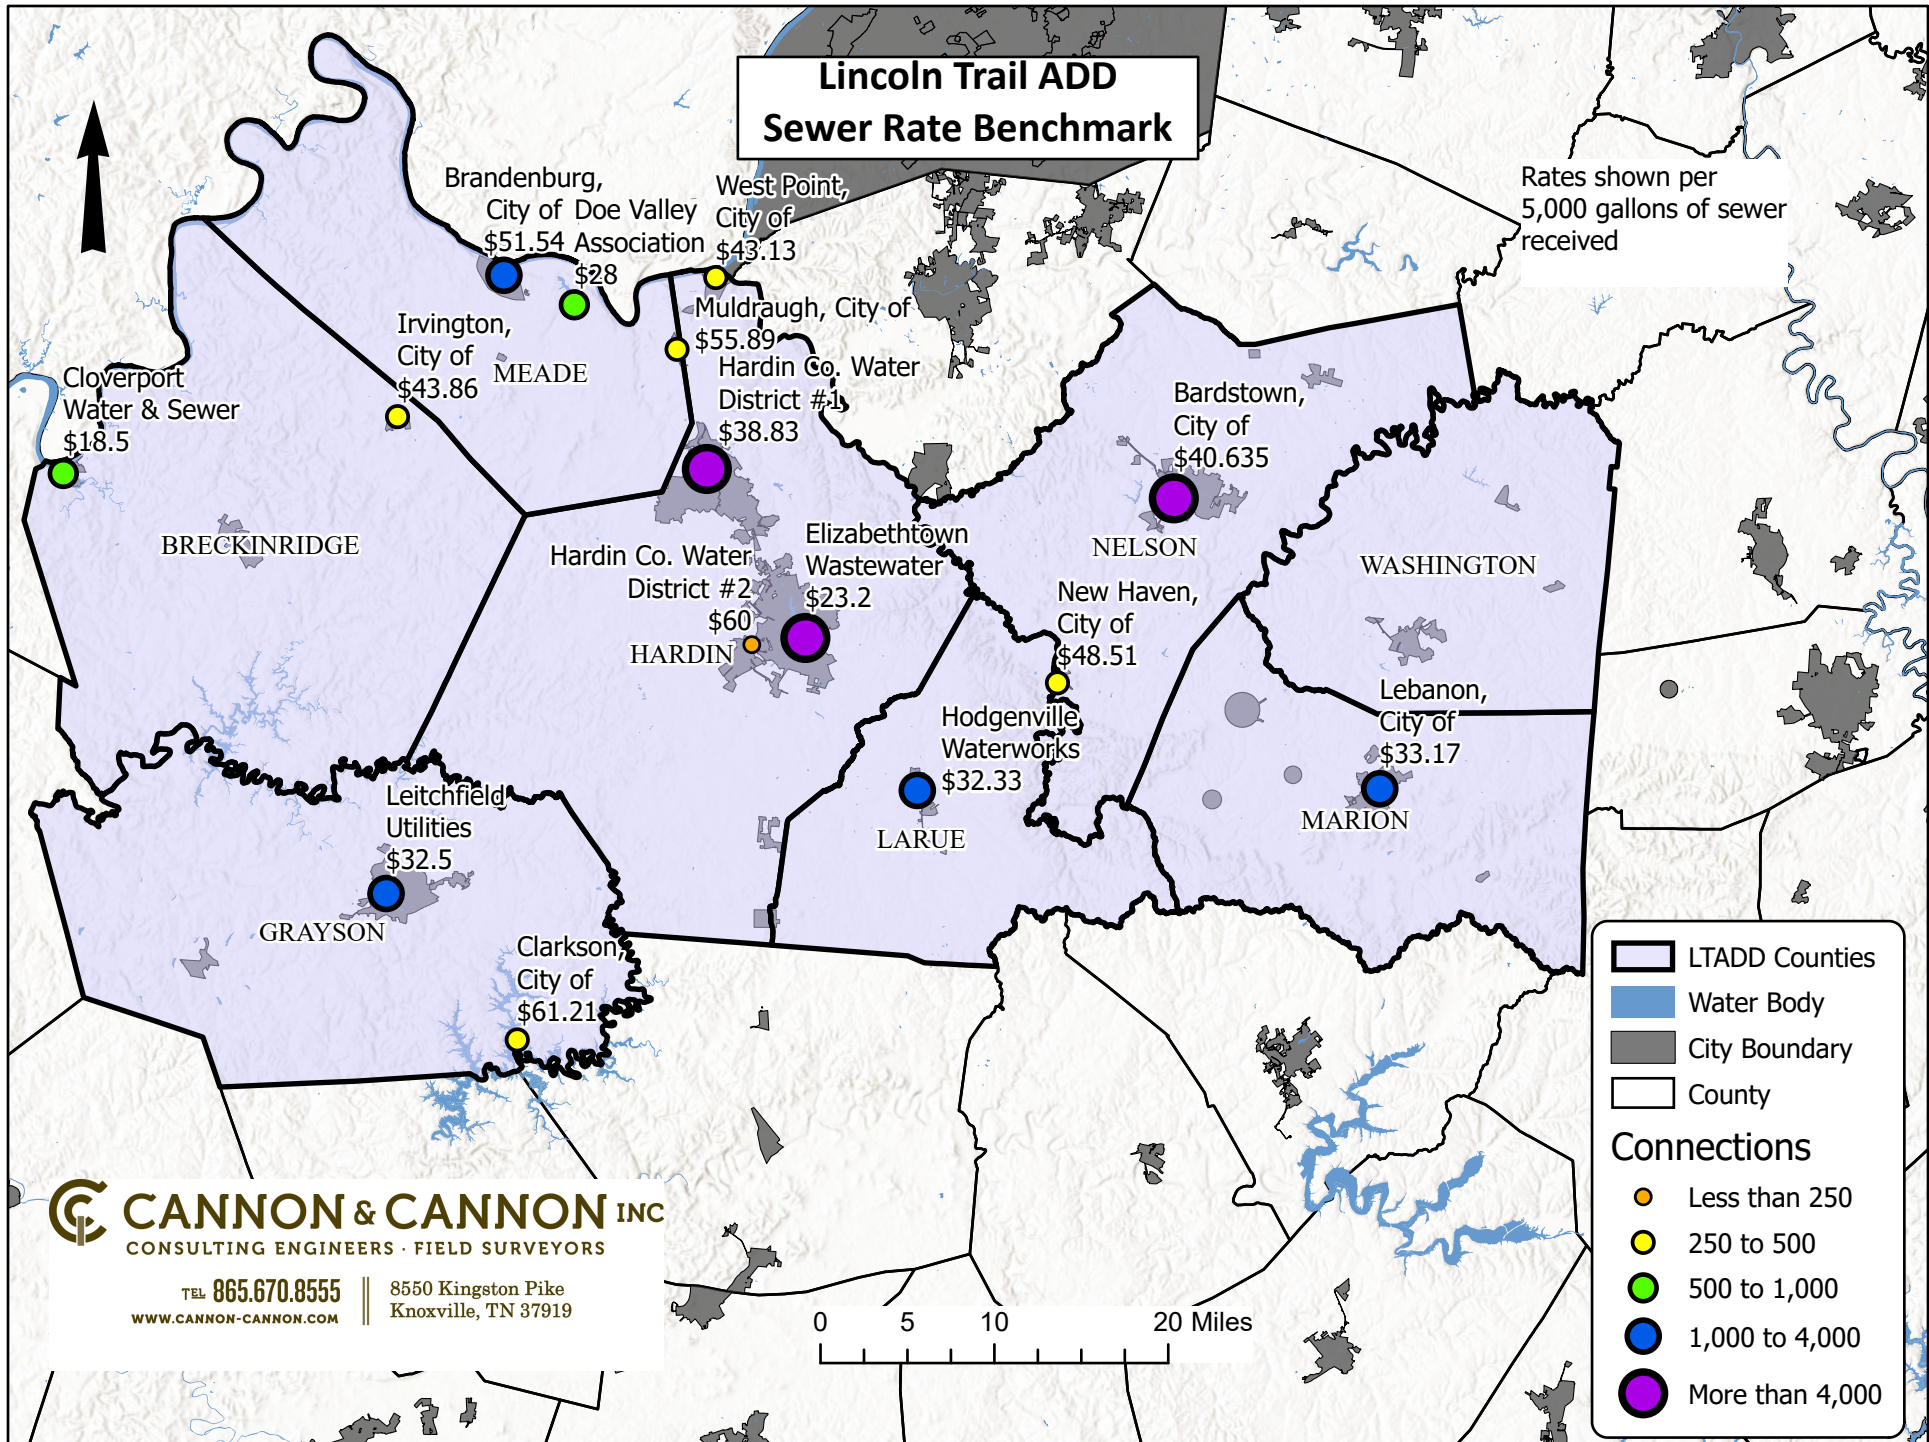 Lincoln Trail ADD
Sewer Rate Benchmark
Rates shown per
5,000 gallons of sewer
received
Brandenburg,
City of
$51.54
Doe Valley
Association
$28
West Point,
City of
$43.13
Muldraugh, City of
$55.89
Irvington,
City of
$43.86
MEADE
Hardin Co. Water
District #1
$38.83
Cloverport
Water & Sewer
$18.5
Bardstown,
City of
$40.635
BRECKINRIDGE
Hardin Co. Water
District #2
$60
HARDIN
Elizabethtown
Wastewater
$23.2
NELSON
WASHINGTON
New Haven,
City of
$48.51
Hodgenville
Waterworks
$32.33
LARUE
Lebanon,
City of
$33.17
MARION
Leitchfield
Utilities
$32.5
GRAYSON
Clarkson,
City of
$61.21
LTADD Counties
Water Body
City Boundary
County
Connections
Less than 250
250 to 500
500 to 1,000
1,000 to 4,000
More than 4,000
CANNON & CANNON INC
CONSULTING ENGINEERS · FIELD SURVEYORS
TEL 865.670.8555
WWW.CANNON-CANNON.COM
8550 Kingston Pike
Knoxville, TN 37919
0 5 10 20 Miles